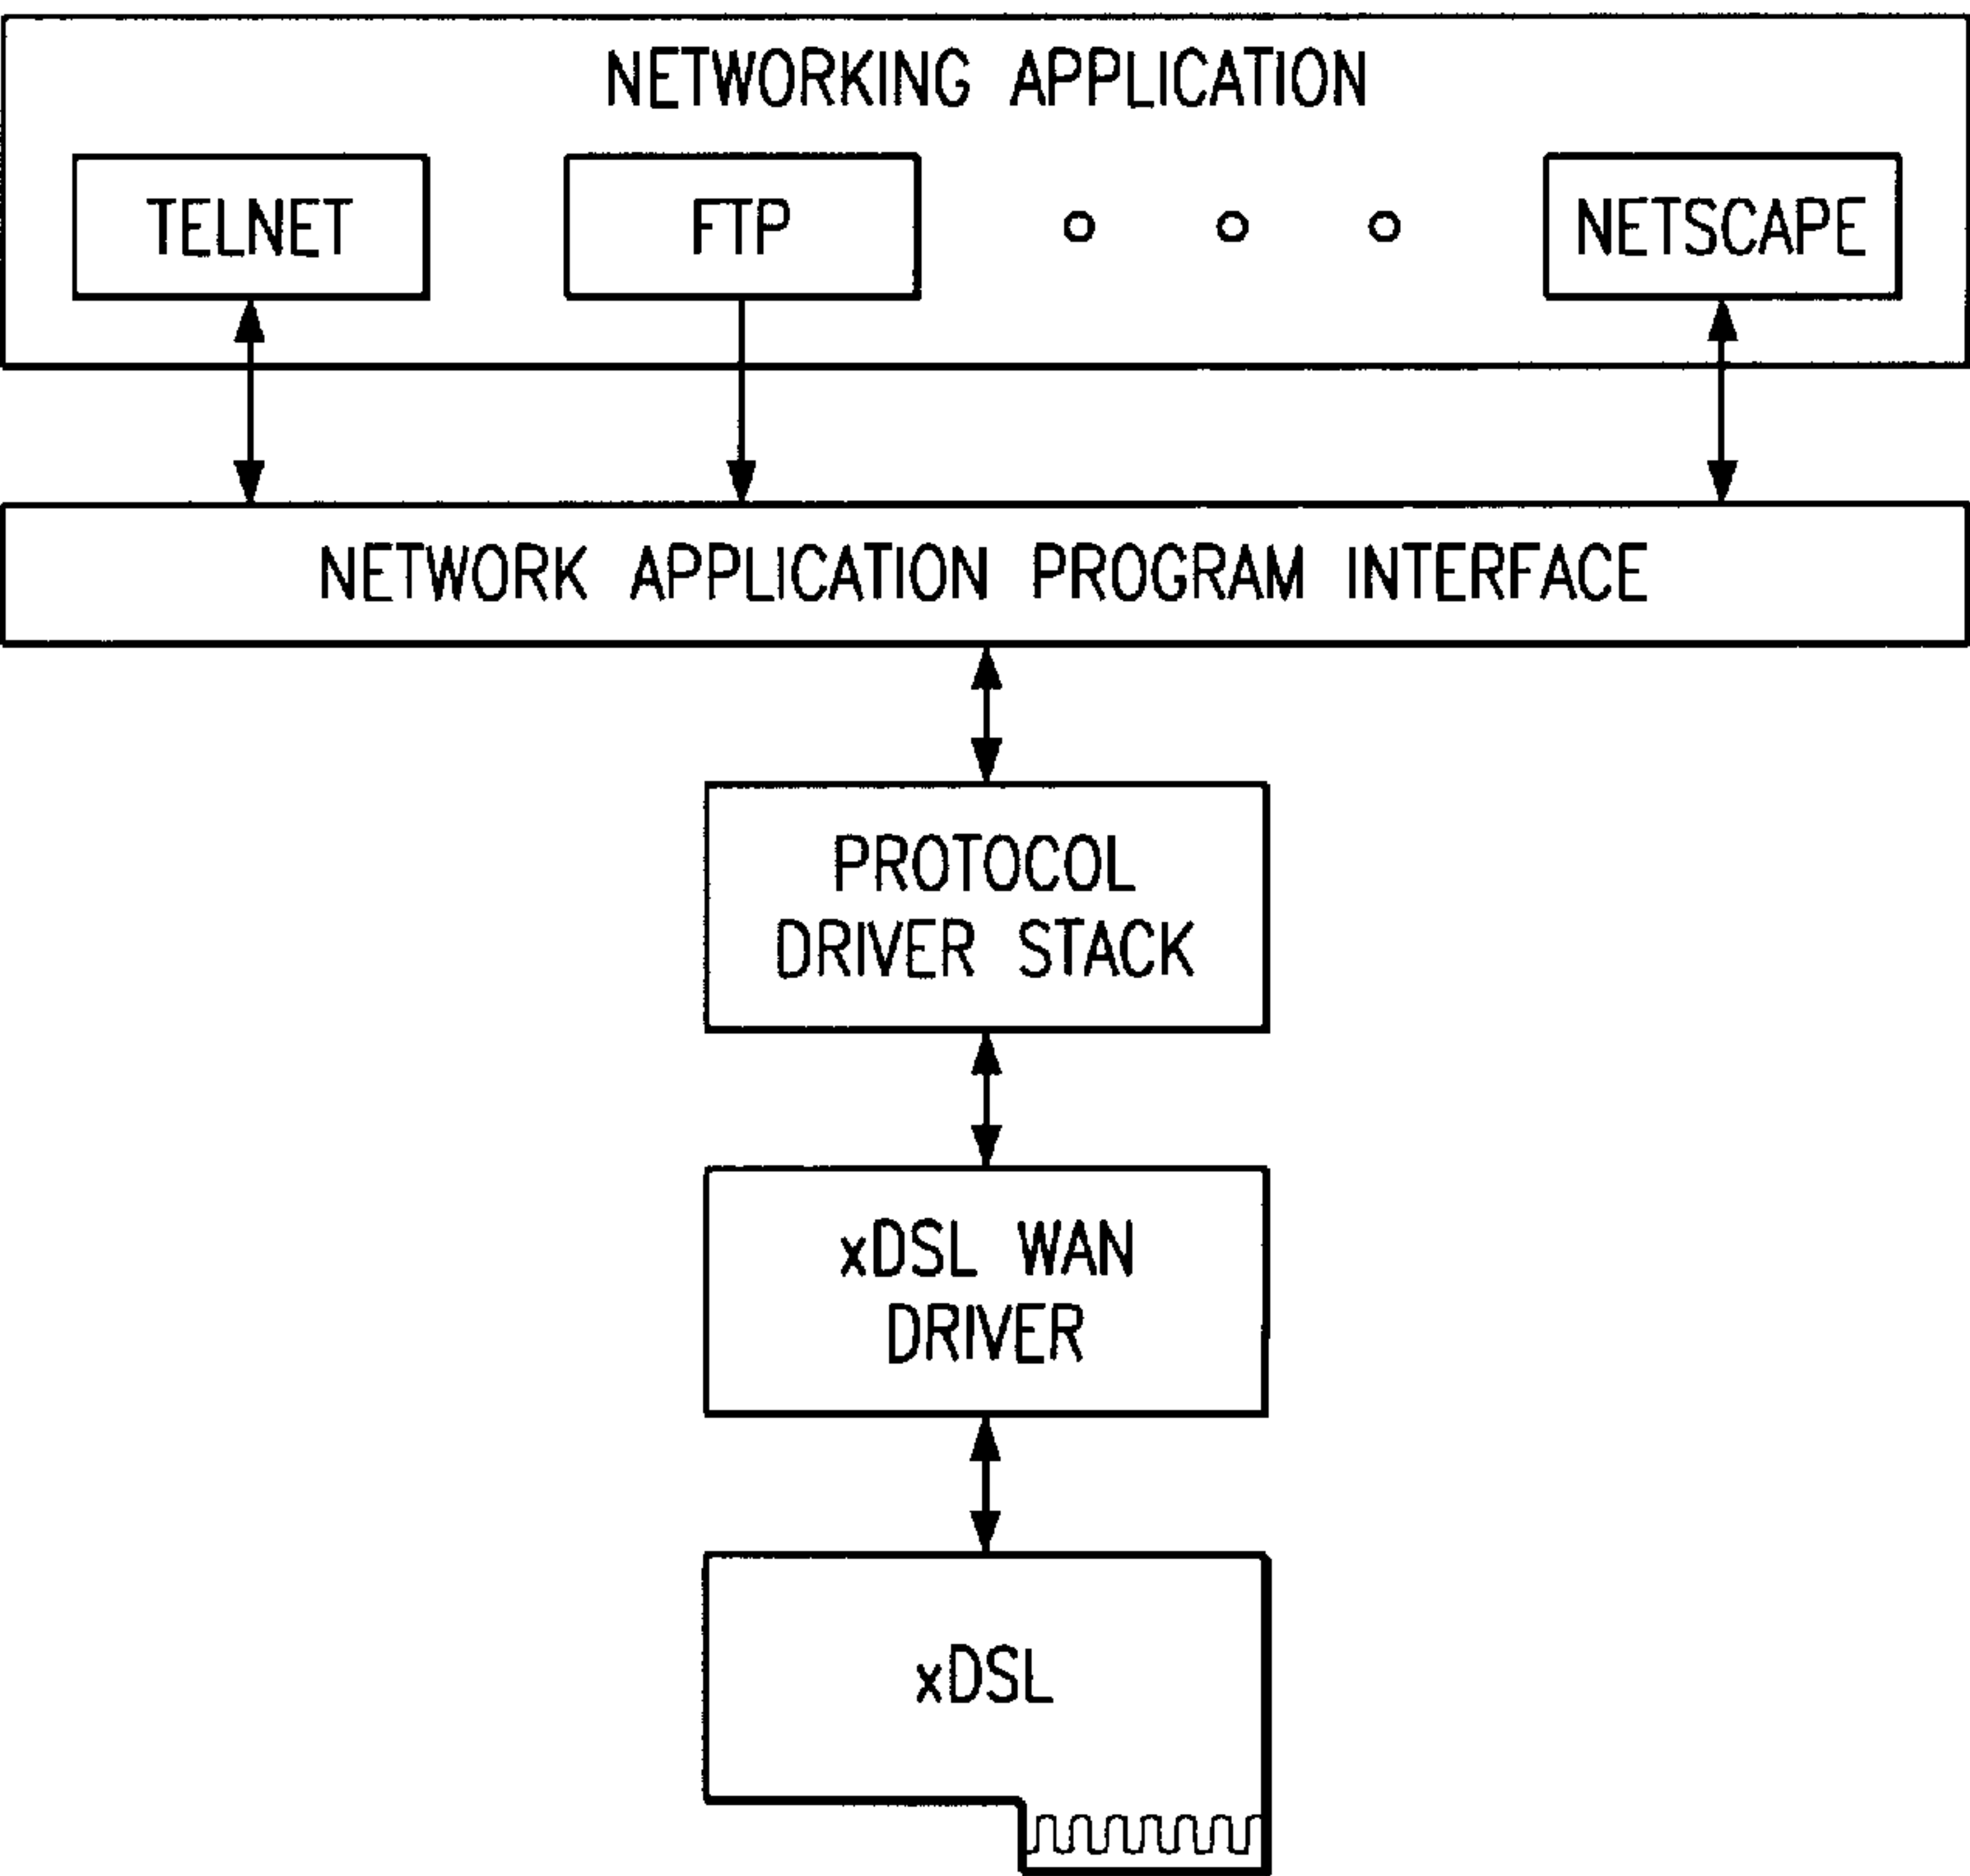 NETWORKING APPLICATION
TELNET
FTP
NETSCAPE
NETWORK APPLICATION PROGRAM INTERFACE
PROTOCOL
DRIVER STACK
xDSL WAN
DRIVER
xDSL